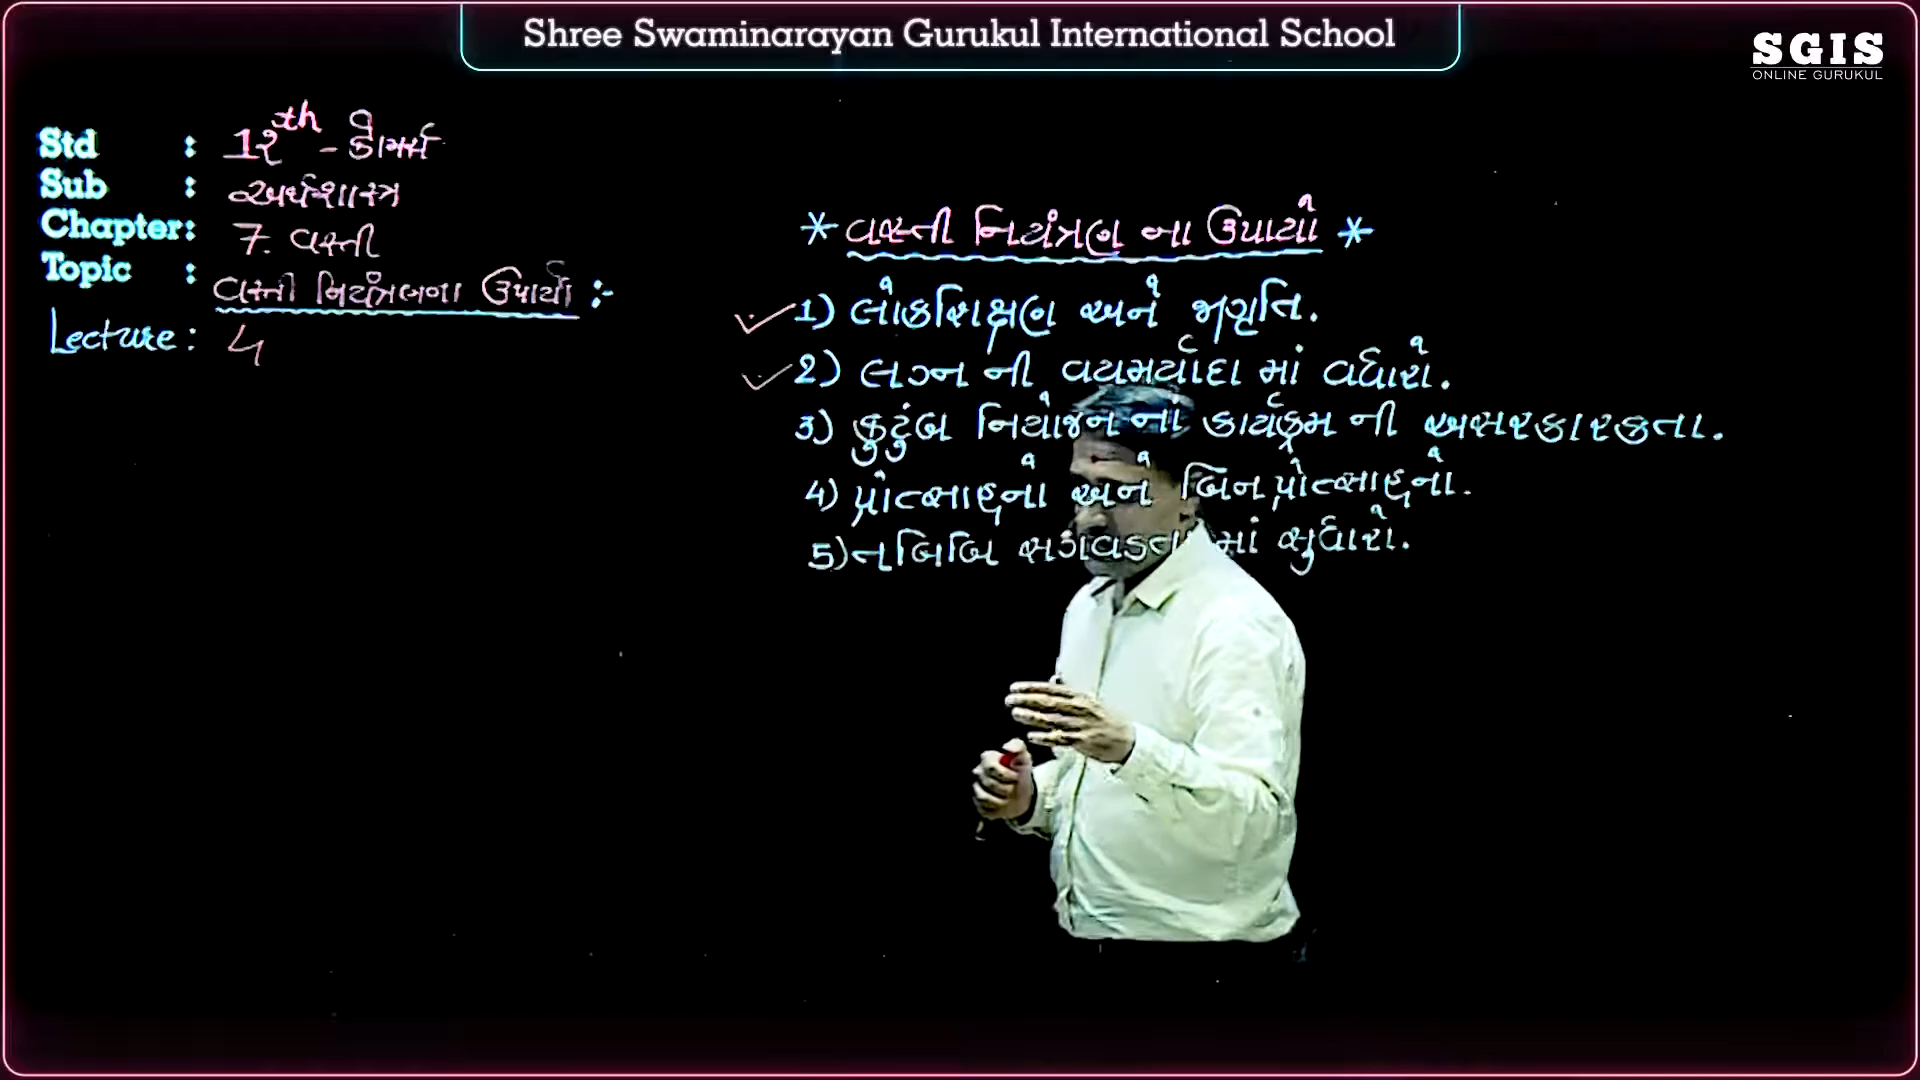 Shree Swaminarayan Gurukul International School
SGIS
ONLINE GURUKUL
Std : 12th - કોમર્સ
Sub : અર્થશાસ્ત્ર
Chapter: 7. વસ્તી
Topic : વસ્તી નિયંત્રણના ઉપાયો :-
Lecture: 4
* વસ્તી નિયંત્રણ ના ઉપાયો *
1) લોકશિક્ષણ અને જાગૃતિ.
2) લગ્ન ની વયમર્યાદા માં વધારો.
3) કુટુંબ નિયોજન નાં કાર્યક્રમ ની અસરકારકતા.
4) પ્રોત્સાહનો અને બિનપ્રોત્સાહનો.
5) તબિબિ સગવડતા માં સુધારો.